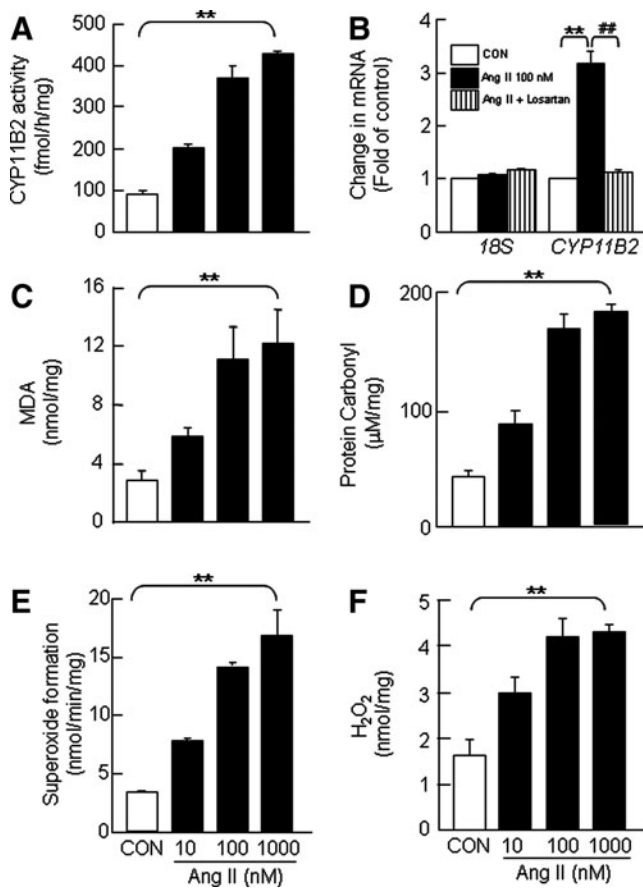 A
**
CYP11B2 activity
(fmol/h/mg)
500
400
300
200
100
0
B
** ##
CON
Ang II 100 nM
Ang II + Losartan
Change in mRNA
(Fold of control)
4
3
2
1
0
18S CYP11B2
C
**
MDA
(nmol/mg)
16
12
8
4
0
D
**
Protein Carbonyl
(µM/mg)
200
100
0
E
**
Superoxide formation
(nmol/min/mg)
20
15
10
5
0
CON 10 100 1000
Ang II (nM)
F
**
H2O2
(nmol/mg)
5
4
3
2
1
0
CON 10 100 1000
Ang II (nM)